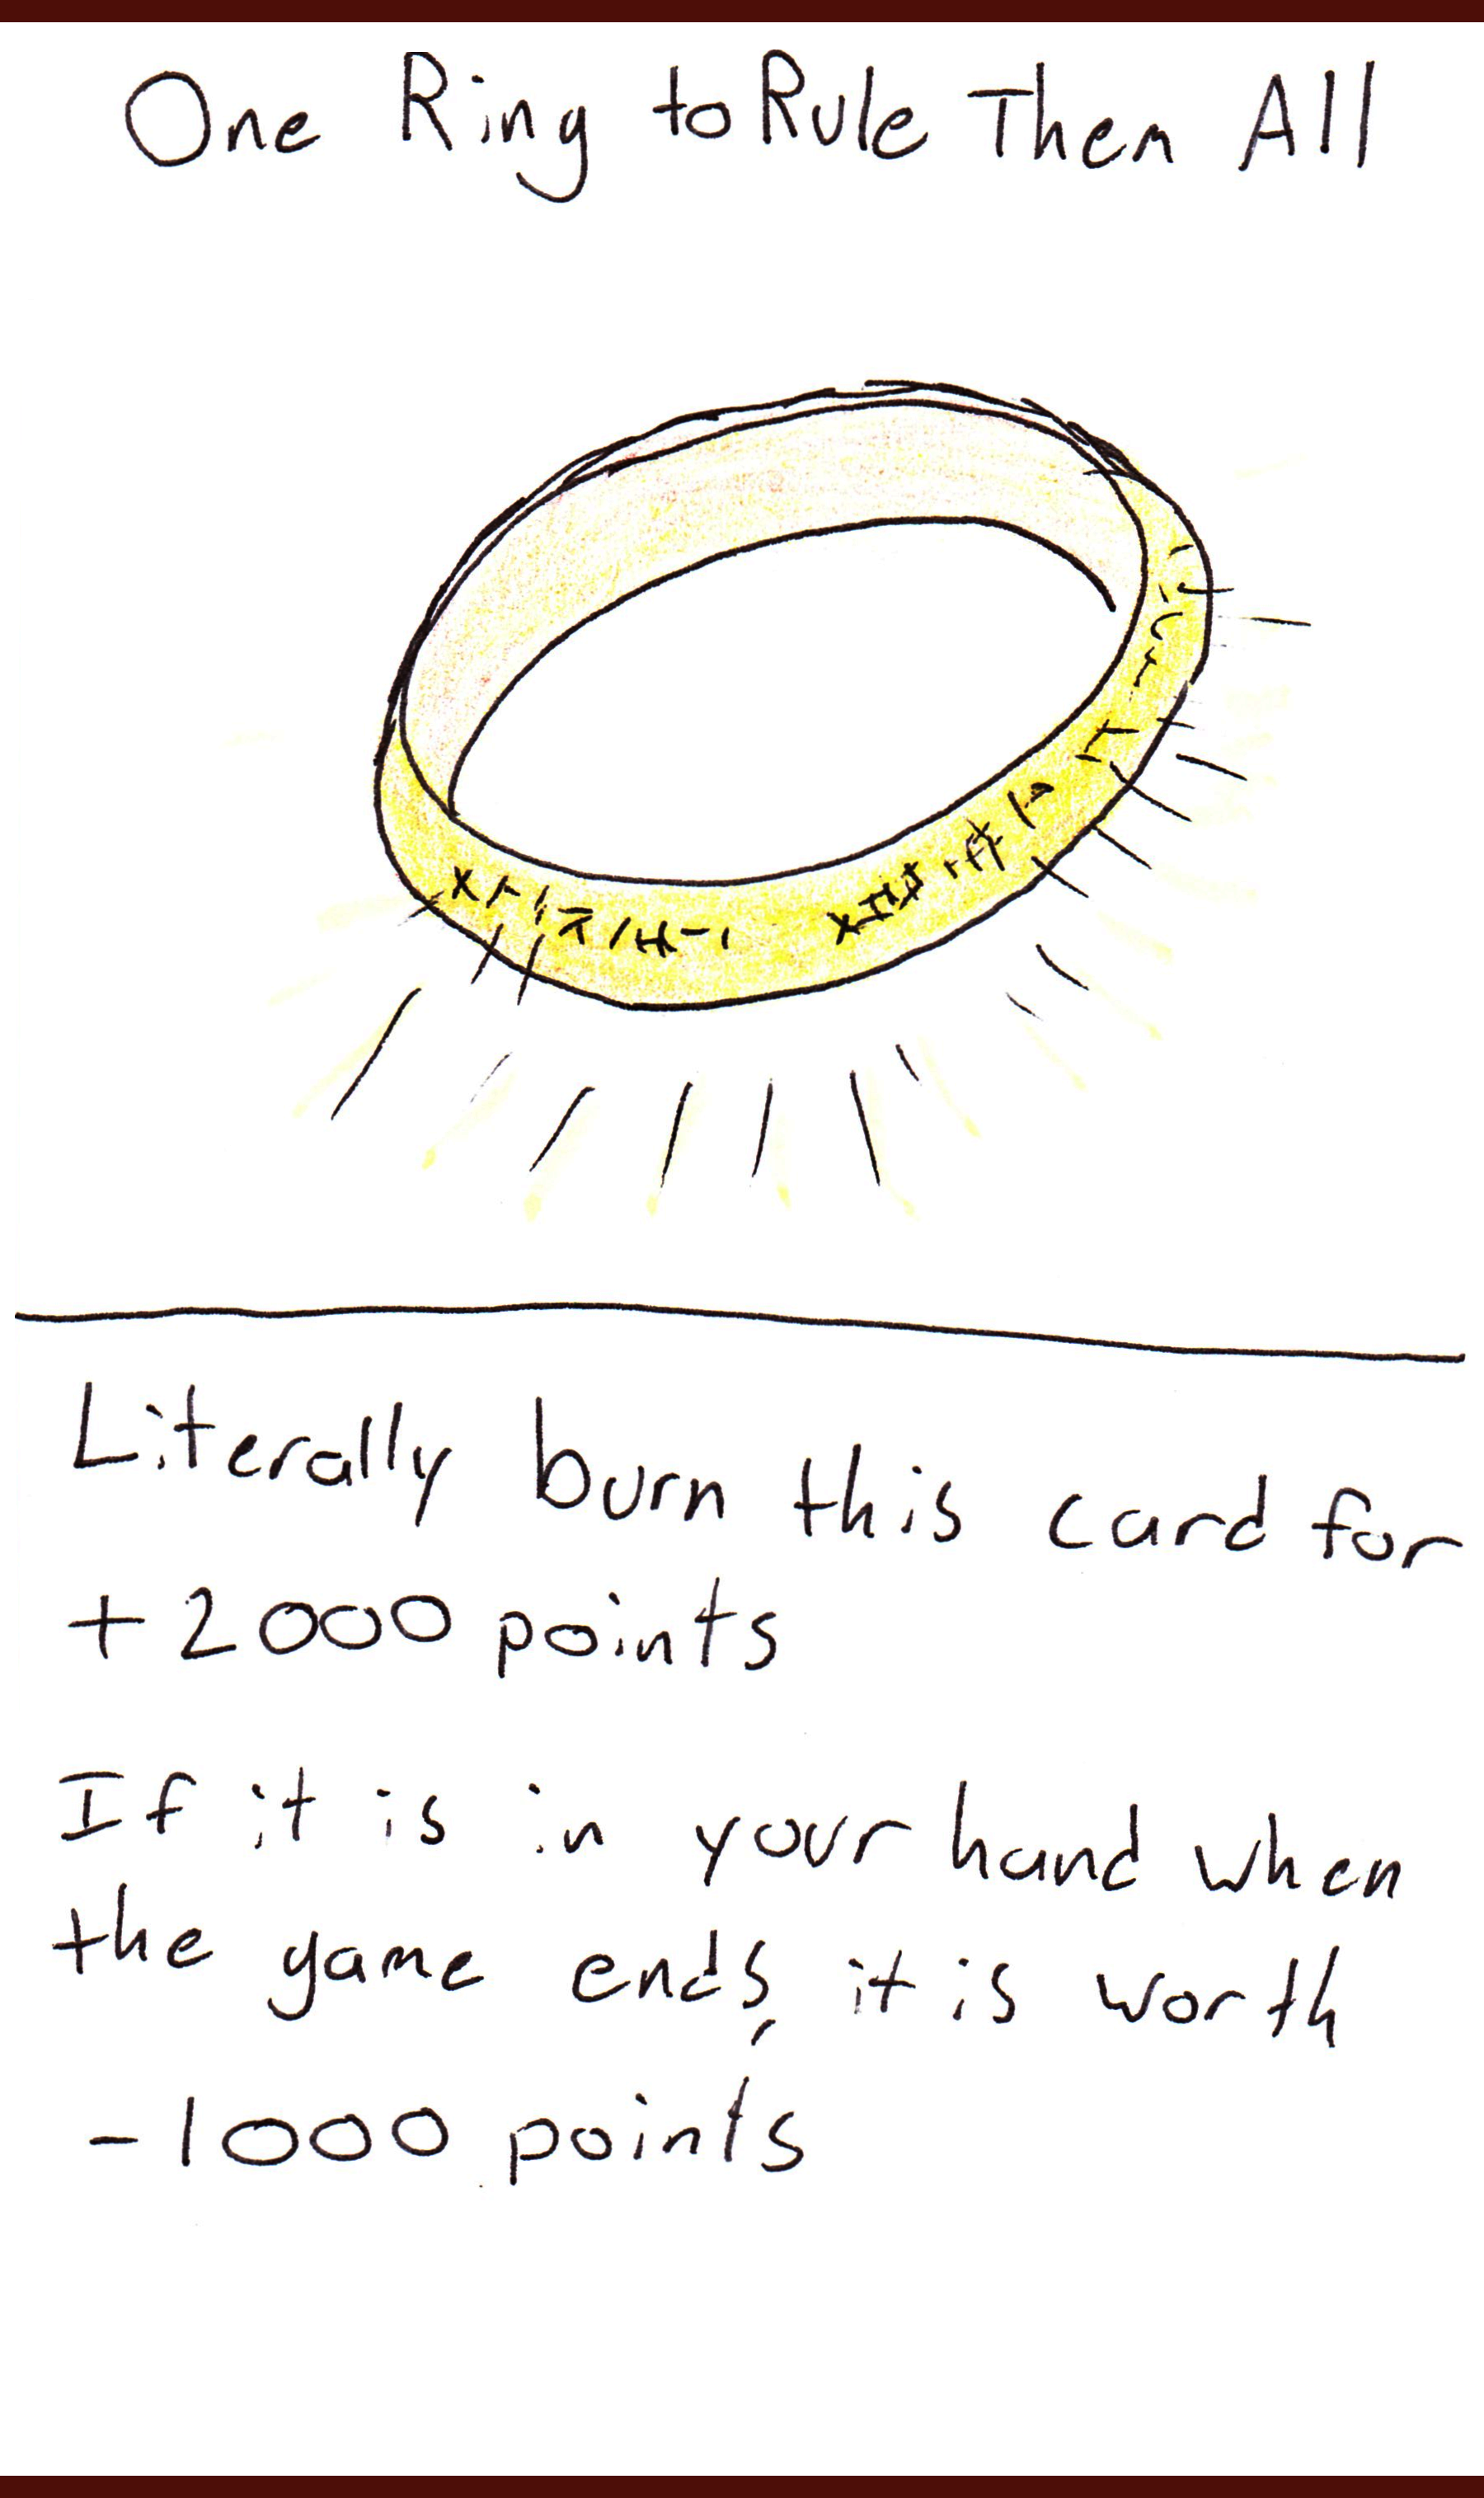 One Ring to Rule Them All
Literally burn this card for
+2000 points
If it is in your hand when
the game ends, it is worth
-1000 points